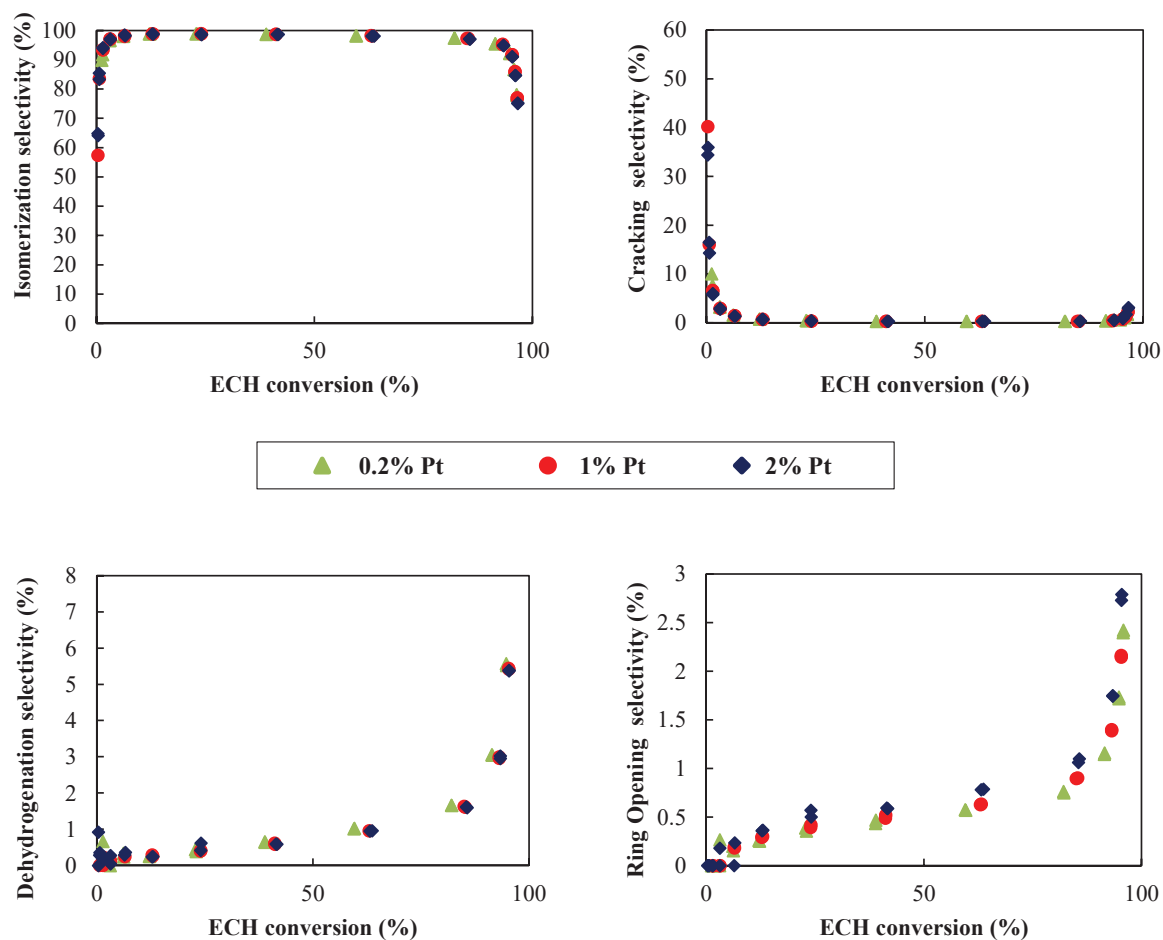 Isomerization selectivity (%)
100
90
80
70
60
50
40
30
20
10
0
0 50 100
ECH conversion (%)
Cracking selectivity (%)
60
50
40
30
20
10
0
0 50 100
ECH conversion (%)
0.2% Pt 1% Pt 2% Pt
Dehydrogenation selectivity (%)
8
7
6
5
4
3
2
1
0
0 50 100
ECH conversion (%)
Ring Opening selectivity (%)
3
2.5
2
1.5
1
0.5
0
0 50 100
ECH conversion (%)